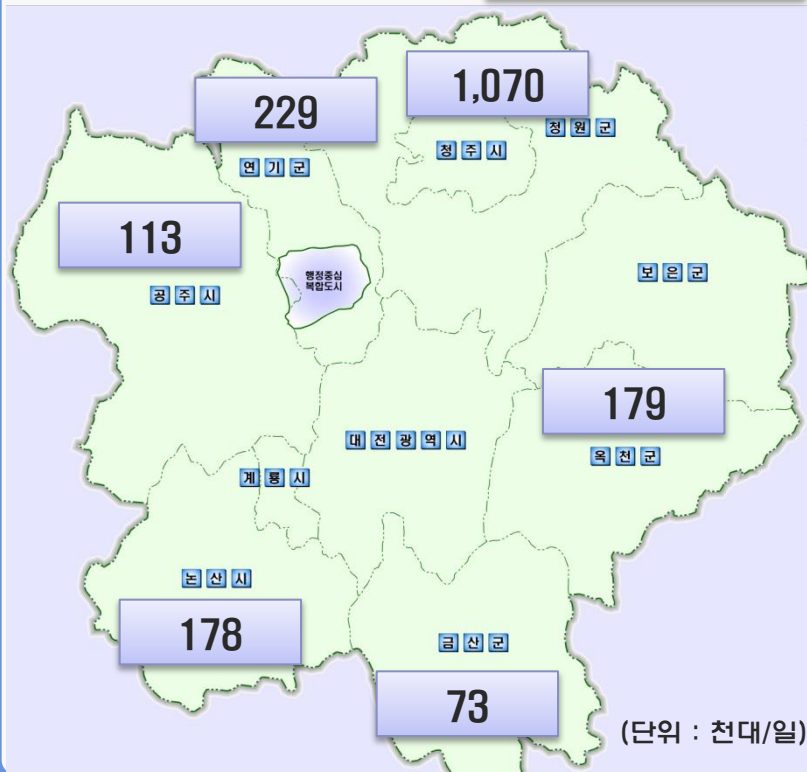 1,070
229
청원군
청주시
연기군
113
행정중심
복합도시
보은군
공주시
179
대전광역시
옥천군
계룡시
논산시
178
금산군
73
(단위 : 천대/일)